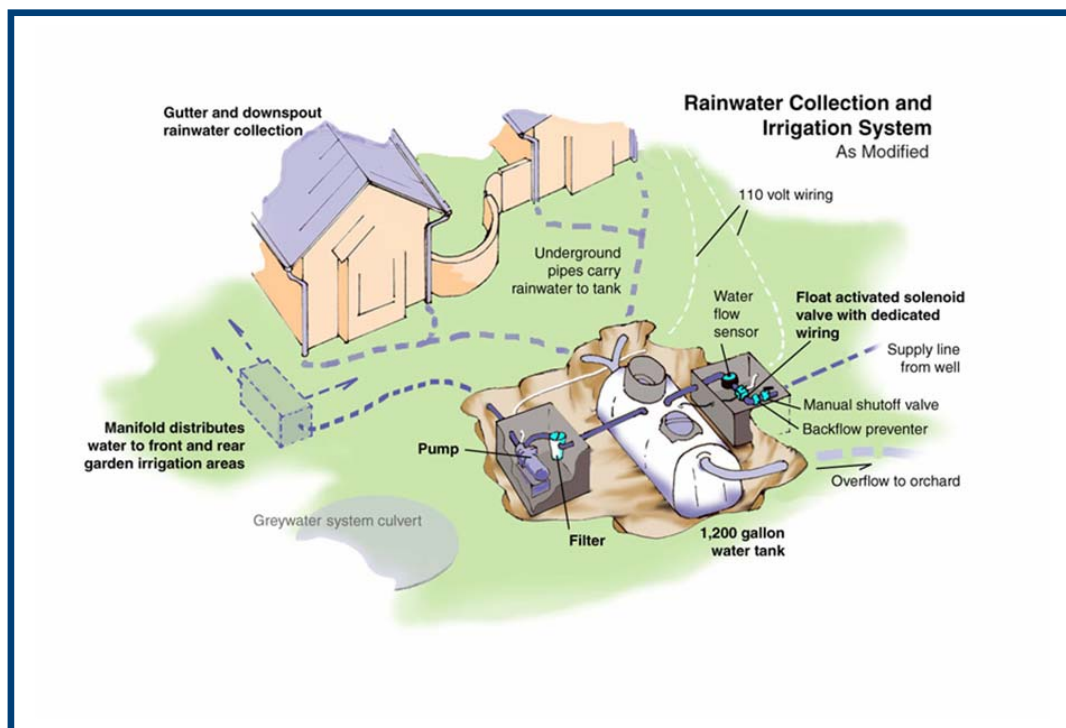 Rainwater Collection and
Irrigation System
As Modified
Gutter and downspout
rainwater collection
110 volt wiring
Underground
pipes carry
rainwater to tank
Water
flow
sensor
Float activated solenoid
valve with dedicated
wiring
Supply line
from well
Manual shutoff valve
Backflow preventer
Manifold distributes
water to front and rear
garden irrigation areas
Pump
Overflow to orchard
Greywater system culvert
Filter
1,200 gallon
water tank